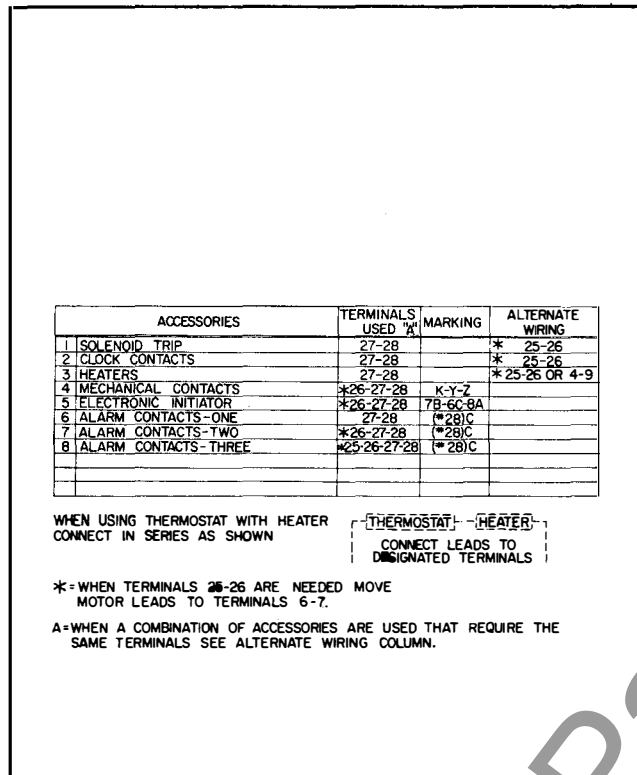 ACCESSORIES TERMINALS USED "A" MARKING ALTERNATE WIRING
1 SOLENOID TRIP 27-28 * 25-26
2 CLOCK CONTACTS 27-28 * 25-26
3 HEATERS 27-28 * 25-26 OR 4-9
4 MECHANICAL CONTACTS *26-27-28 K-Y-Z
5 ELECTRONIC INITIATOR *26-27-28 7B-6C-8A
6 ALARM CONTACTS-ONE 27-28 (*28)C
7 ALARM CONTACTS-TWO *26-27-28 (*28)C
8 ALARM CONTACTS-THREE *25-26-27-28 (*28)C
WHEN USING THERMOSTAT WITH HEATER
CONNECT IN SERIES AS SHOWN
THERMOSTAT HEATER
CONNECT LEADS TO
DESIGNATED TERMINALS
*=WHEN TERMINALS 25-26 ARE NEEDED MOVE
MOTOR LEADS TO TERMINALS 6-7.
A=WHEN A COMBINATION OF ACCESSORIES ARE USED THAT REQUIRE THE
SAME TERMINALS SEE ALTERNATE WIRING COLUMN.